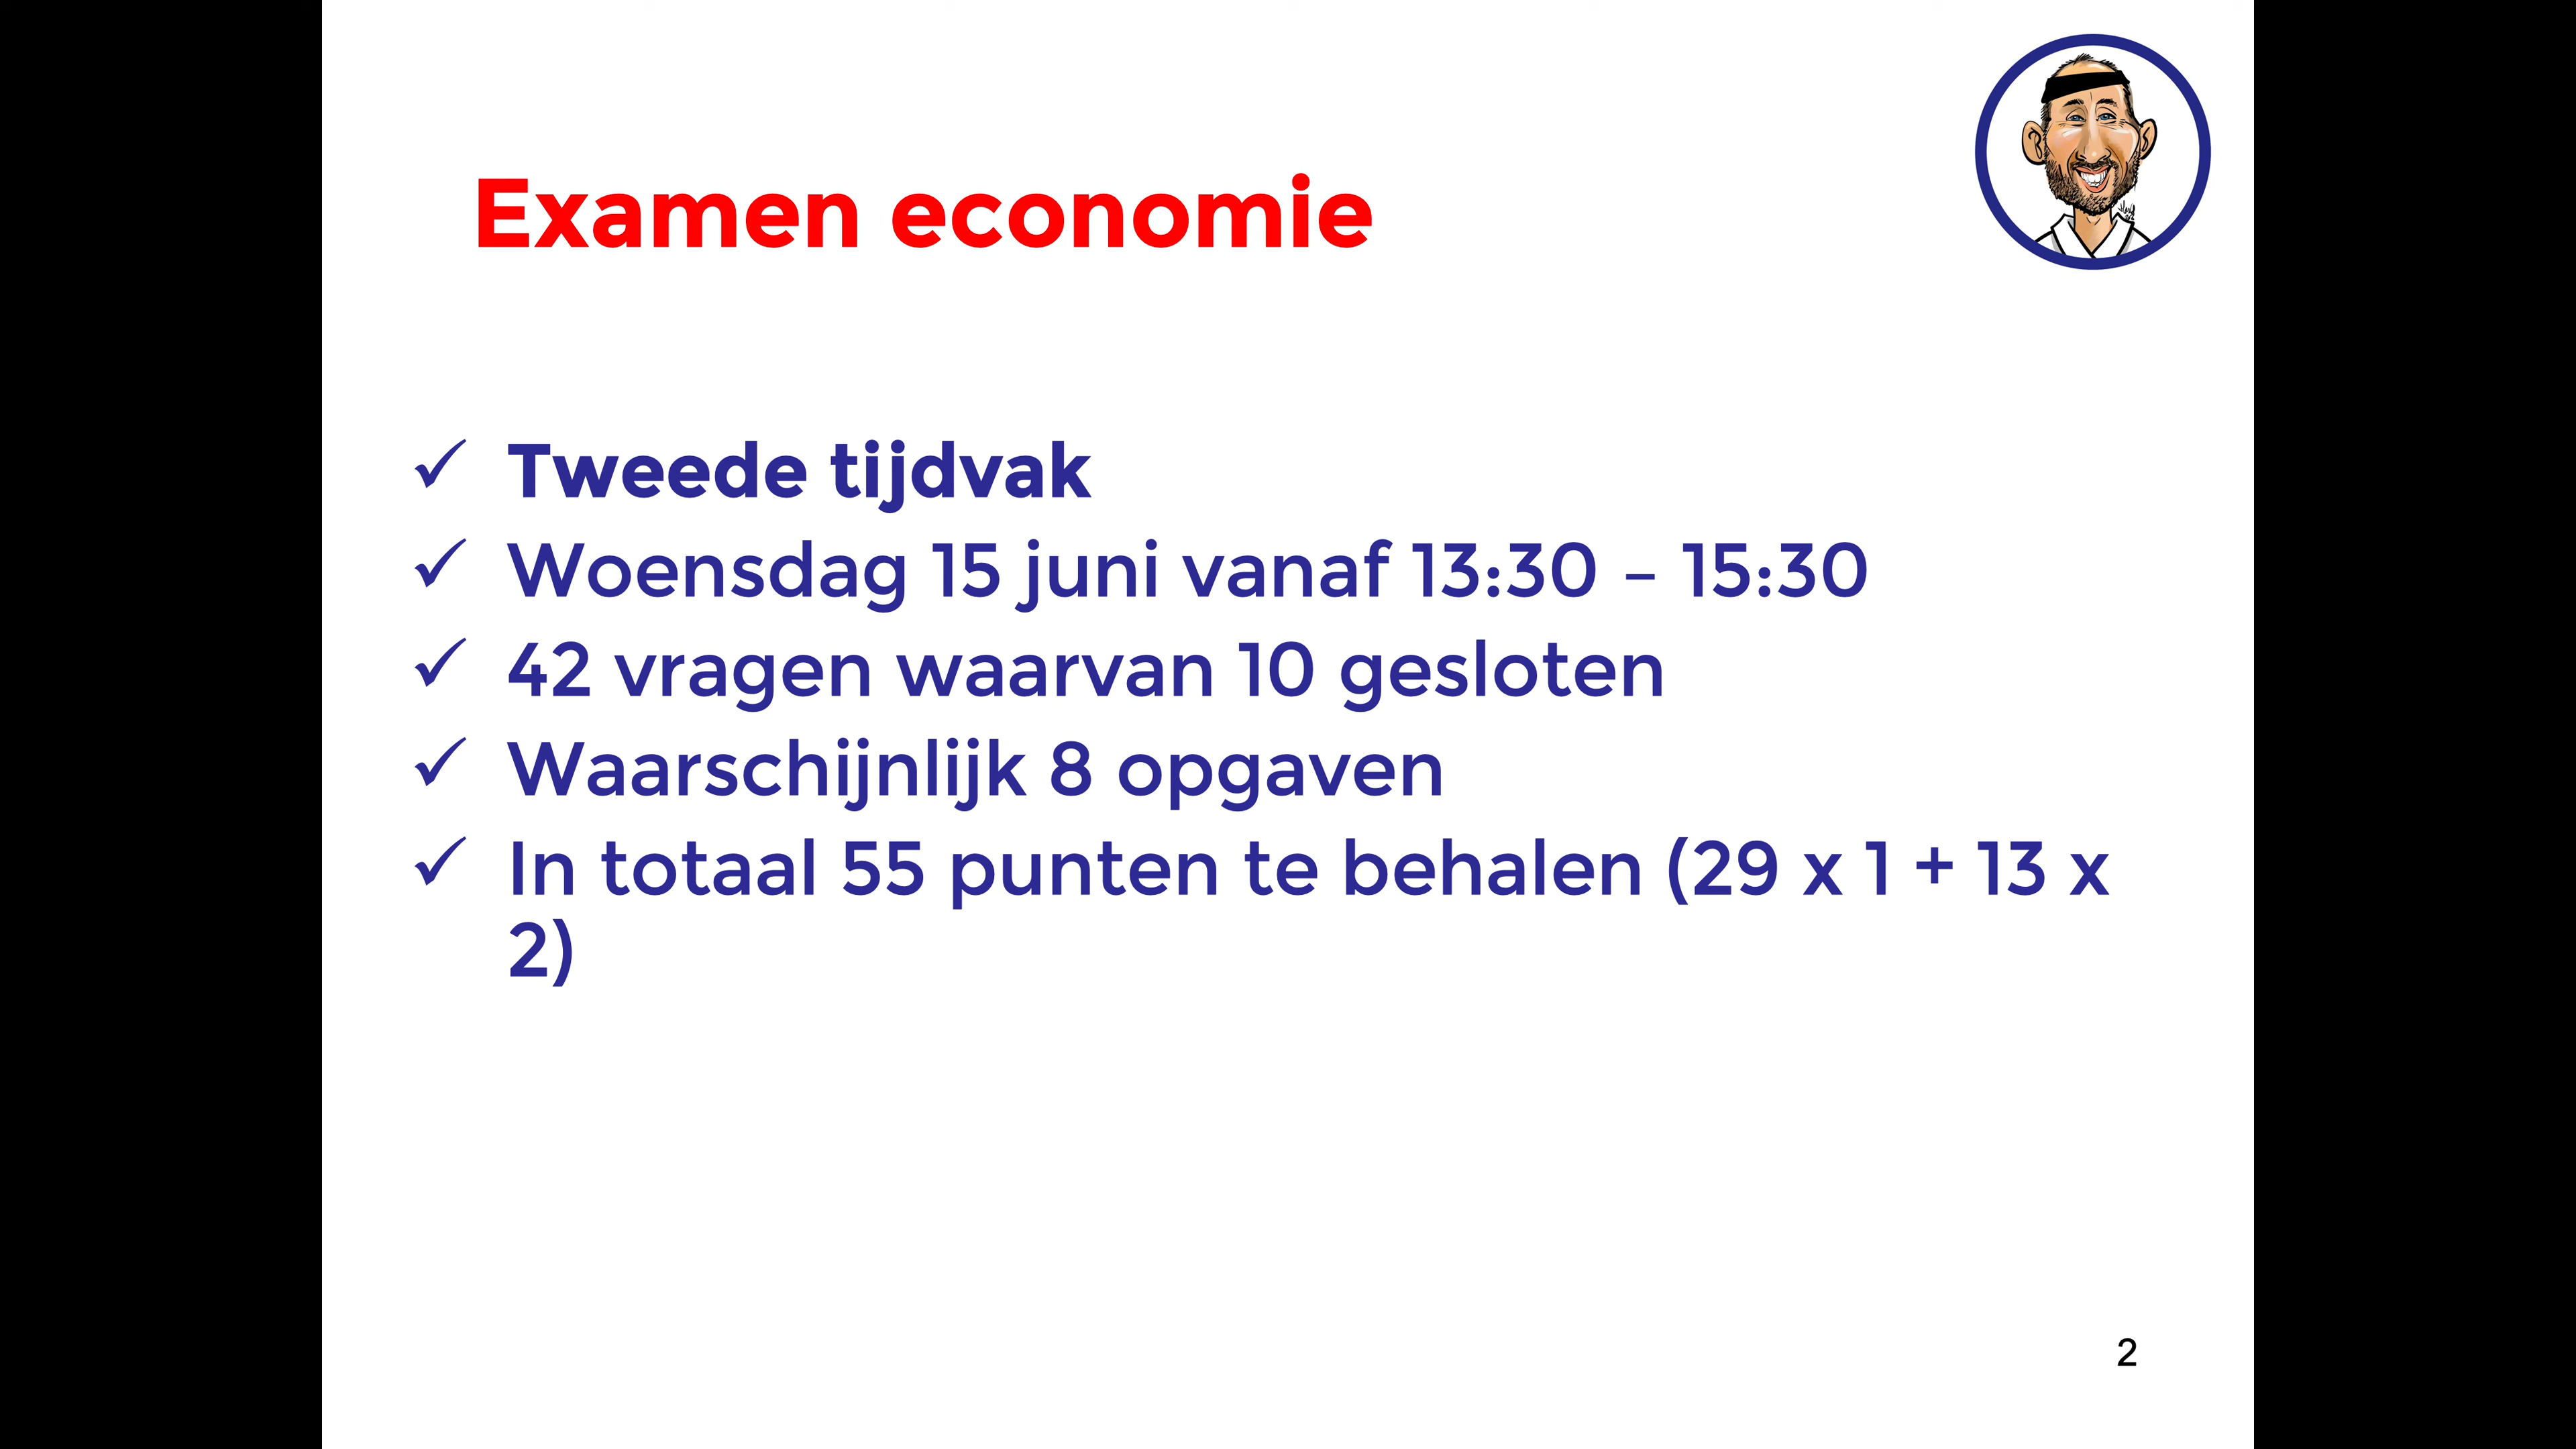 Examen economie
✓ Tweede tijdvak
✓ Woensdag 15 juni vanaf 13:30 – 15:30
✓ 42 vragen waarvan 10 gesloten
✓ Waarschijnlijk 8 opgaven
✓ In totaal 55 punten te behalen (29 x 1 + 13 x
2)
2